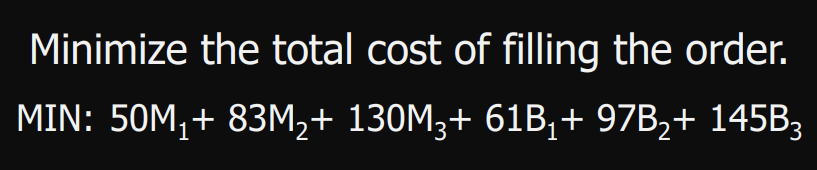 Minimize the total cost of filling the order.
MIN: 50M₁+ 83M₂+ 130M₃+ 61B₁+ 97B₂+ 145B₃